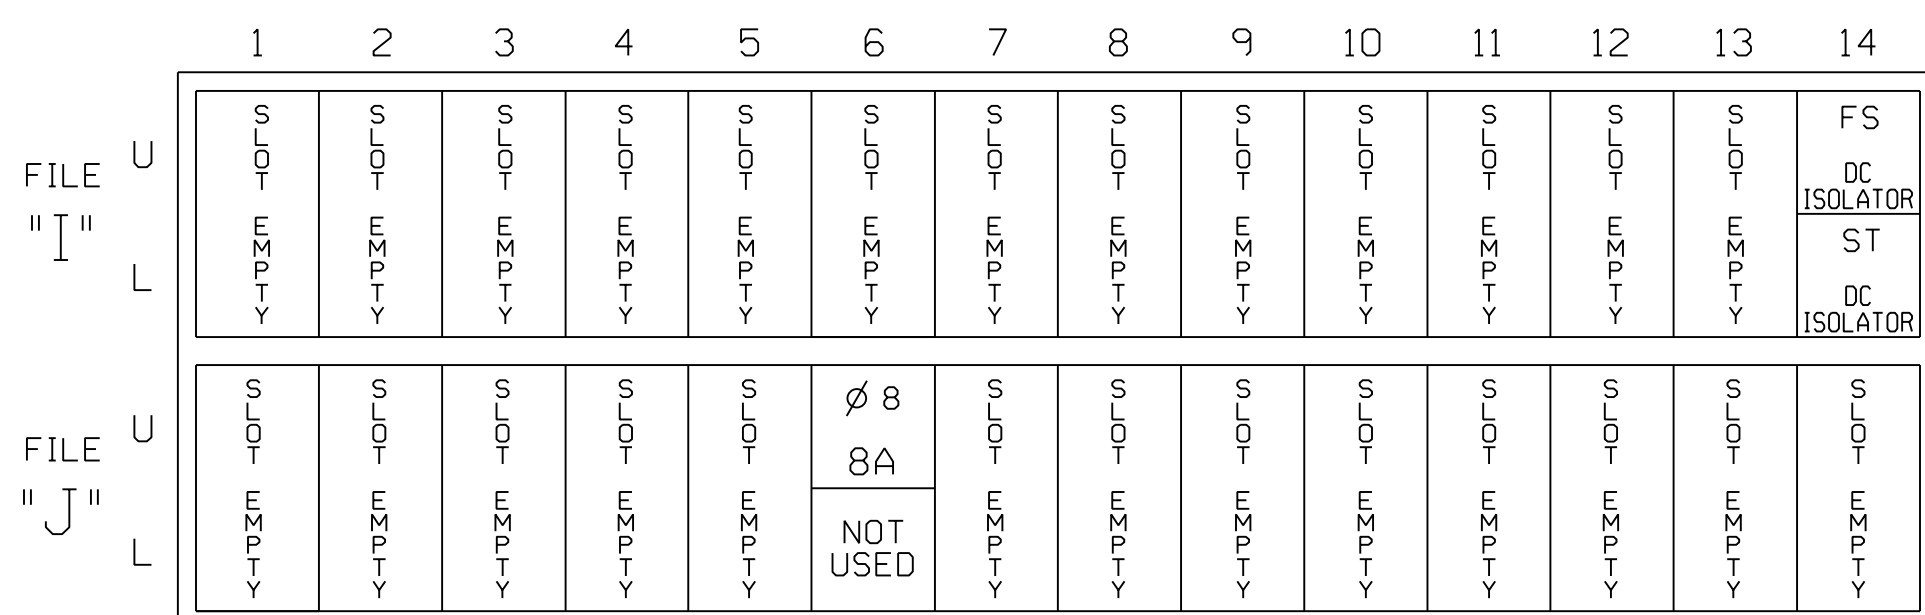 1 2 3 4 5 6 7 8 9 10 11 12 13 14
FILE
"I"
U
L
SLOT EMPTY
SLOT EMPTY
SLOT EMPTY
SLOT EMPTY
SLOT EMPTY
SLOT EMPTY
SLOT EMPTY
SLOT EMPTY
SLOT EMPTY
SLOT EMPTY
SLOT EMPTY
SLOT EMPTY
SLOT EMPTY
FS
DC
ISOLATOR
ST
DC
ISOLATOR
FILE
"J"
U
L
SLOT EMPTY
SLOT EMPTY
SLOT EMPTY
SLOT EMPTY
SLOT EMPTY
Ø 8
8A
NOT
USED
SLOT EMPTY
SLOT EMPTY
SLOT EMPTY
SLOT EMPTY
SLOT EMPTY
SLOT EMPTY
SLOT EMPTY
SLOT EMPTY